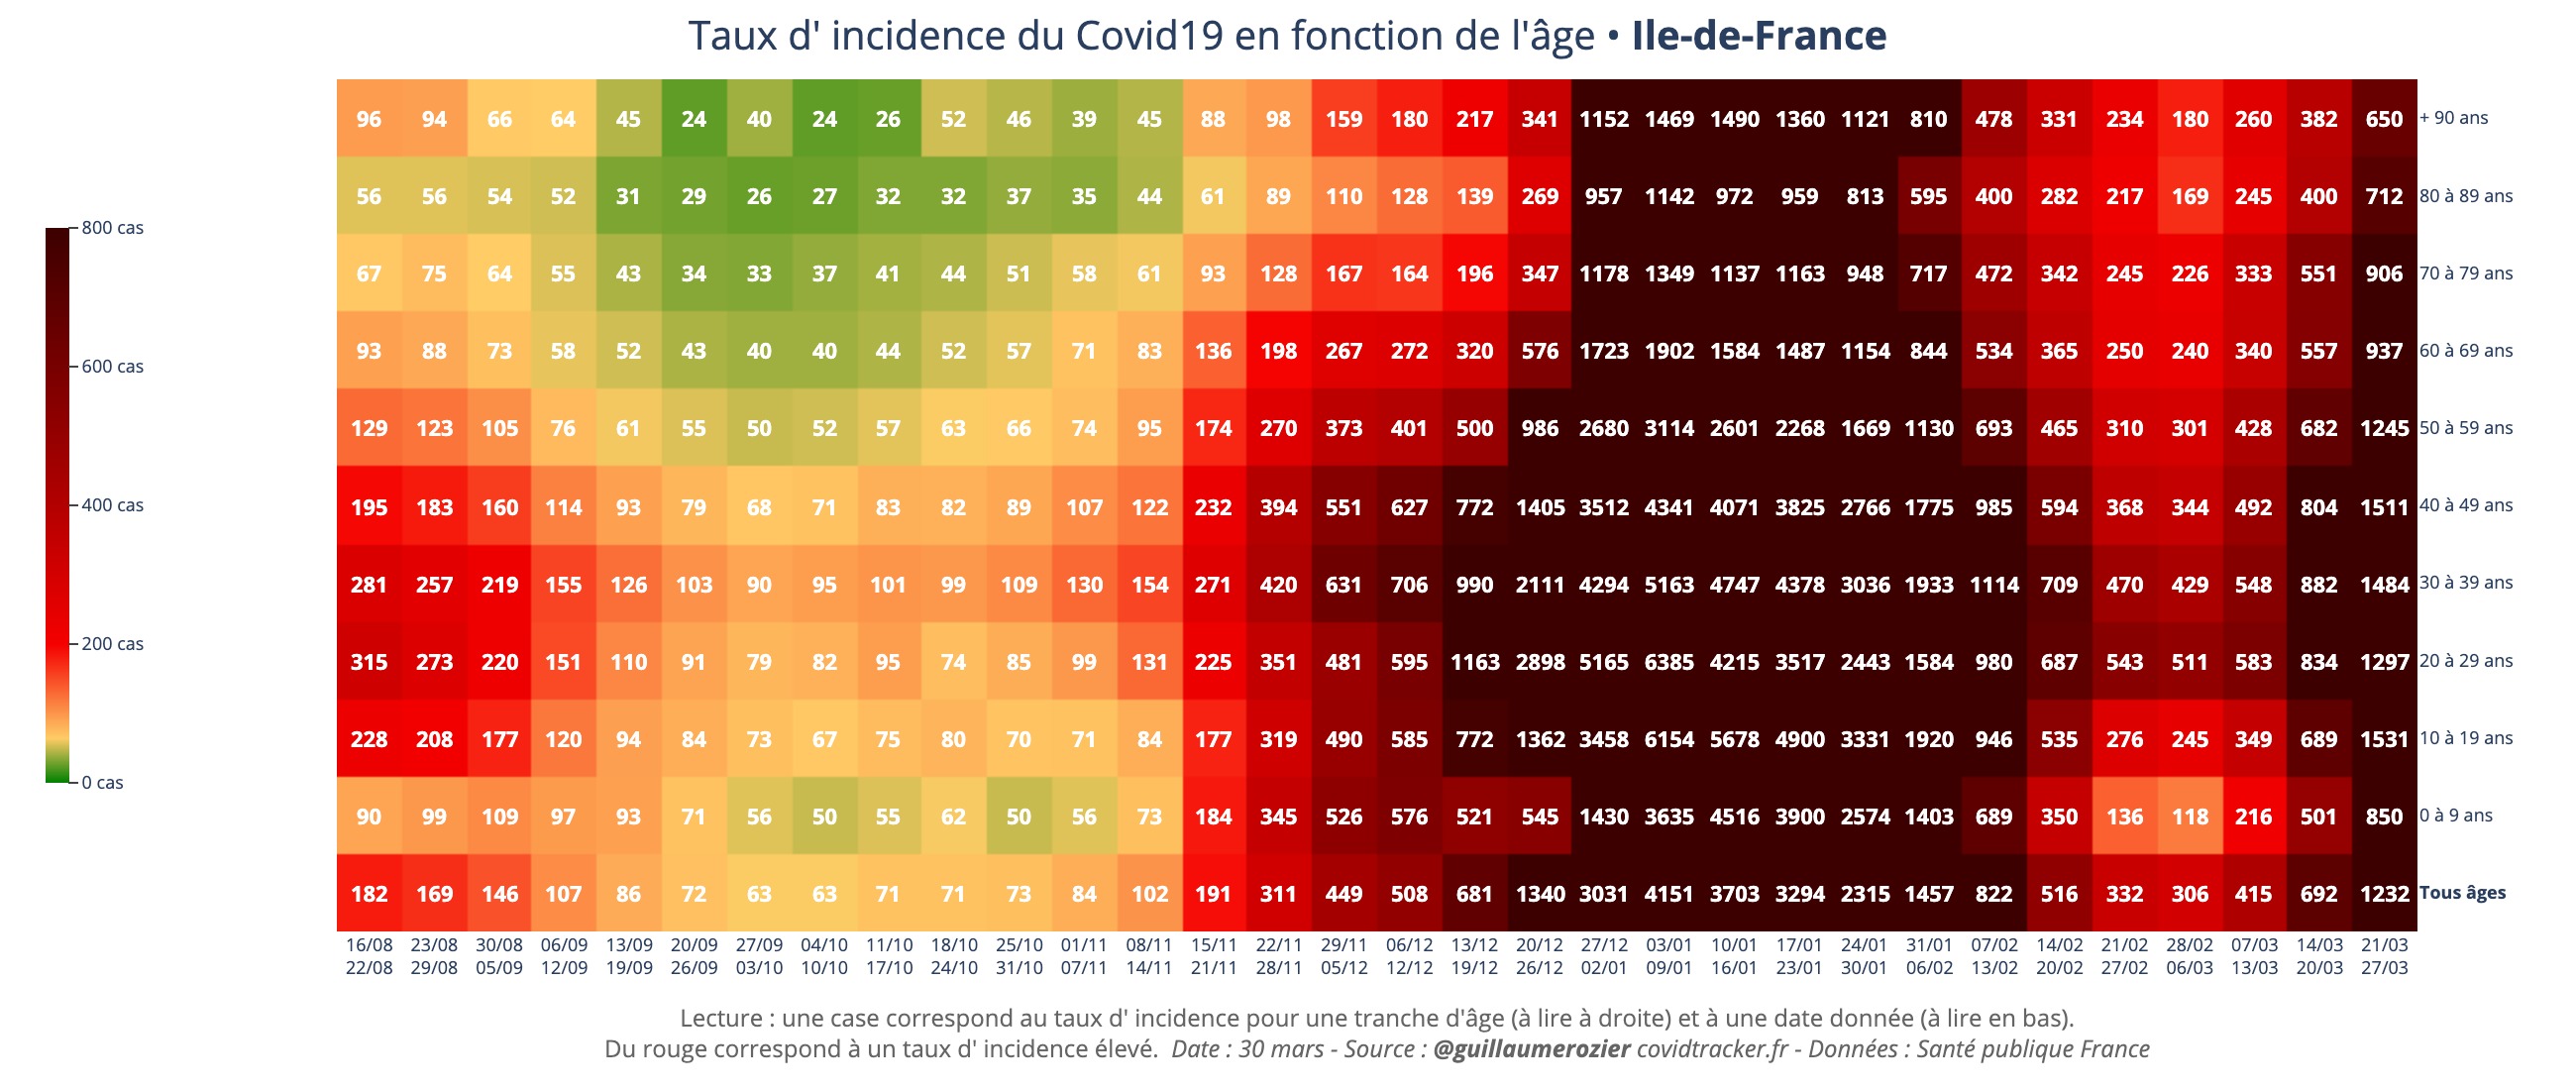 Taux d' incidence du Covid19 en fonction de l'âge • Ile-de-France
800 cas
600 cas
400 cas
200 cas
0 cas
96 94 66 64 45 24 40 24 26 52 46 39 45 88 98 159 180 217 341 1152 1469 1490 1360 1121 810 478 331 234 180 260 382 650 + 90 ans
56 56 54 52 31 29 26 27 32 32 37 35 44 61 89 110 128 139 269 957 1142 972 959 813 595 400 282 217 169 245 400 712 80 à 89 ans
67 75 64 55 43 34 33 37 41 44 51 58 61 93 128 167 164 196 347 1178 1349 1137 1163 948 717 472 342 245 226 333 551 906 70 à 79 ans
93 88 73 58 52 43 40 40 44 52 57 71 83 136 198 267 272 320 576 1723 1902 1584 1487 1154 844 534 365 250 240 340 557 937 60 à 69 ans
129 123 105 76 61 55 50 52 57 63 66 74 95 174 270 373 401 500 986 2680 3114 2601 2268 1669 1130 693 465 310 301 428 682 1245 50 à 59 ans
195 183 160 114 93 79 68 71 83 82 89 107 122 232 394 551 627 772 1405 3512 4341 4071 3825 2766 1775 985 594 368 344 492 804 1511 40 à 49 ans
281 257 219 155 126 103 90 95 101 99 109 130 154 271 420 631 706 990 2111 4294 5163 4747 4378 3036 1933 1114 709 470 429 548 882 1484 30 à 39 ans
315 273 220 151 110 91 79 82 95 74 85 99 131 225 351 481 595 1163 2898 5165 6385 4215 3517 2443 1584 980 687 543 511 583 834 1297 20 à 29 ans
228 208 177 120 94 84 73 67 75 80 70 71 84 177 319 490 585 772 1362 3458 6154 5678 4900 3331 1920 946 535 276 245 349 689 1531 10 à 19 ans
90 99 109 97 93 71 56 50 55 62 50 56 73 184 345 526 576 521 545 1430 3635 4516 3900 2574 1403 689 350 136 118 216 501 850 0 à 9 ans
182 169 146 107 86 72 63 63 71 71 73 84 102 191 311 449 508 681 1340 3031 4151 3703 3294 2315 1457 822 516 332 306 415 692 1232 Tous âges
16/08 23/08 30/08 06/09 13/09 20/09 27/09 04/10 11/10 18/10 25/10 01/11 08/11 15/11 22/11 29/11 06/12 13/12 20/12 27/12 03/01 10/01 17/01 24/01 31/01 07/02 14/02 21/02 28/02 07/03 14/03 21/03
22/08 29/08 05/09 12/09 19/09 26/09 03/10 10/10 17/10 24/10 31/10 07/11 14/11 21/11 28/11 05/12 12/12 19/12 26/12 02/01 09/01 16/01 23/01 30/01 06/02 13/02 20/02 27/02 06/03 13/03 20/03 27/03
Lecture : une case correspond au taux d' incidence pour une tranche d'âge (à lire à droite) et à une date donnée (à lire en bas).
Du rouge correspond à un taux d' incidence élevé. Date : 30 mars - Source : @guillaumerozier covidtracker.fr - Données : Santé publique France